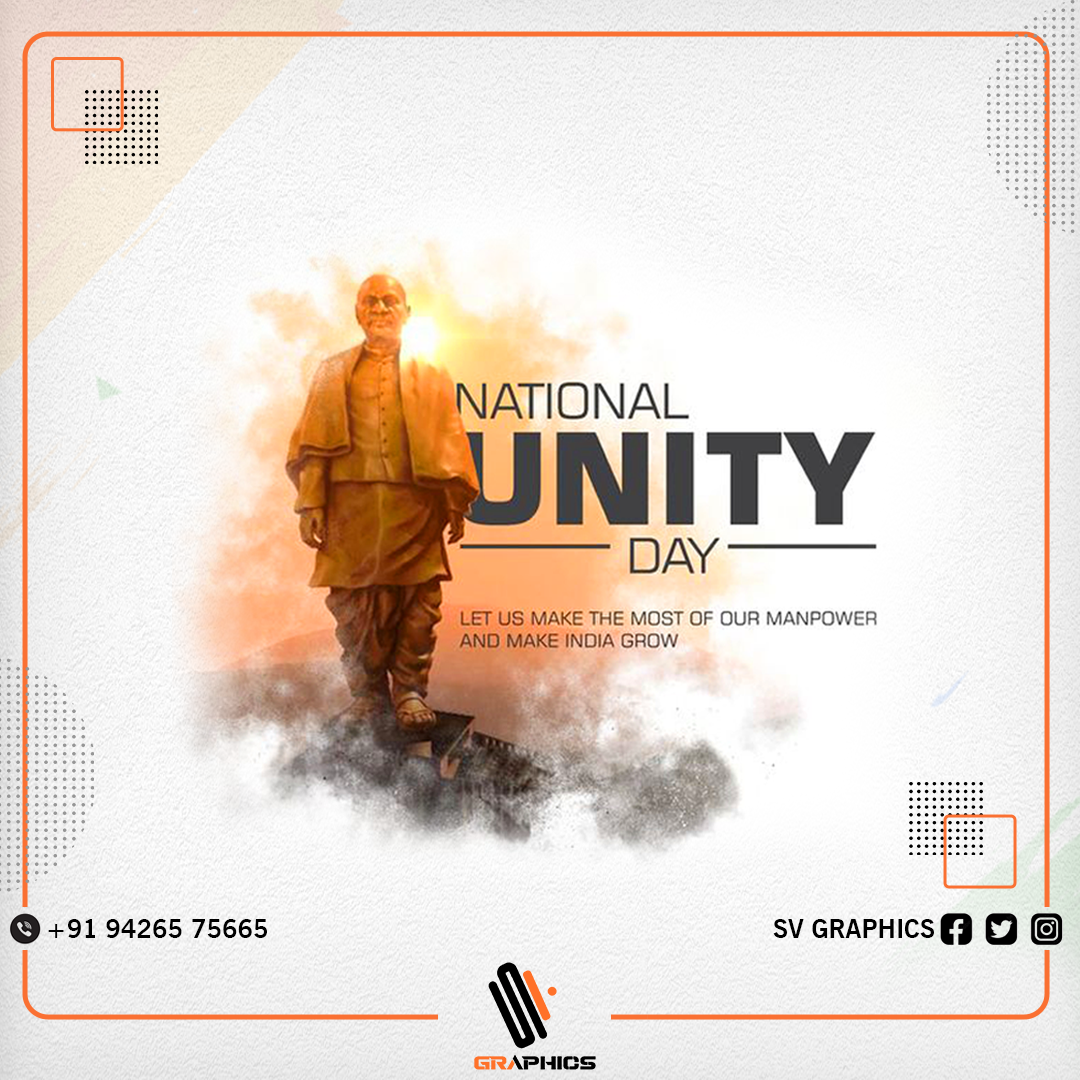 NATIONAL
UNITY
DAY
LET US MAKE THE MOST OF OUR MANPOWER
AND MAKE INDIA GROW
+91 94265 75665
SV GRAPHICS
GRAPHICS